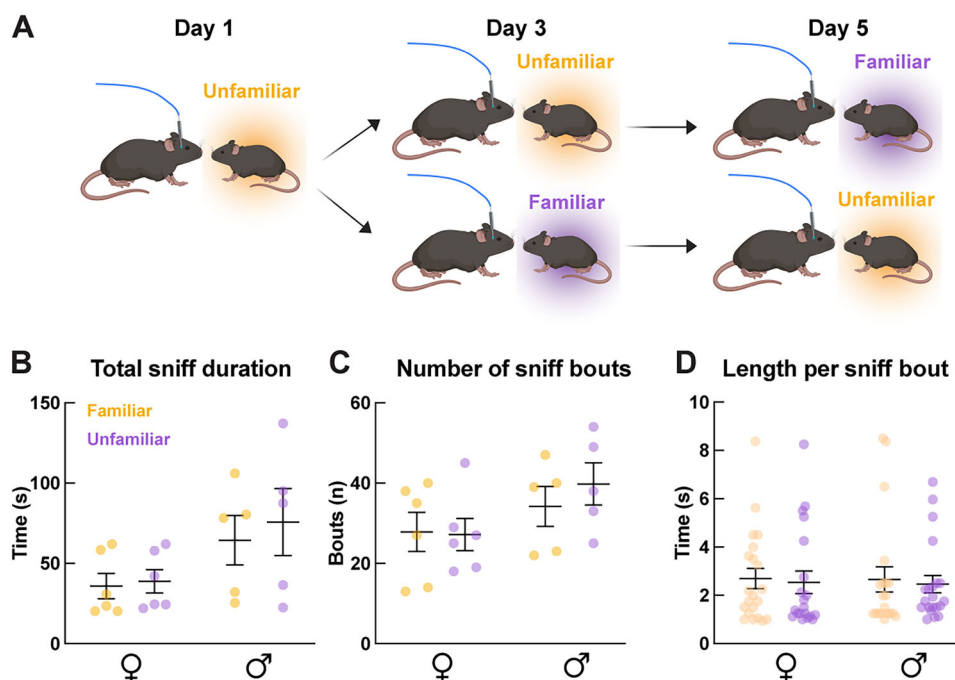 A
Day 1
Day 3
Day 5
Unfamiliar
Unfamiliar
Familiar
Familiar
Unfamiliar
B
Total sniff duration
150
100
50
0
Time (s)
Familiar
Unfamiliar
♀
♂
C
Number of sniff bouts
60
40
20
0
Bouts (n)
♀
♂
D
Length per sniff bout
10
8
6
4
2
0
Time (s)
♀
♂